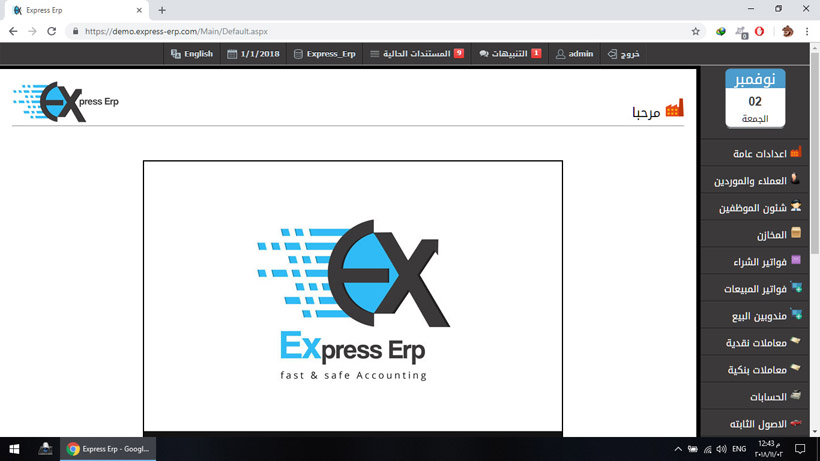 Express Erp
https://demo.express-erp.com/Main/Default.aspx
0
English
1/1/2018
Express_Erp
المستندات الحالية 9
التنبيهات 1
admin
خروج
Express Erp
مرحبا
نوفمبر
02
الجمعة
اعدادات عامة
العملاء والموردين
شئون الموظفين
المخازن
فواتير الشراء
فواتير المبيعات
مندوبين البيع
معاملات نقدية
معاملات بنكية
الحسابات
الاصول الثابته
EX
Express Erp
fast & safe Accounting
Express Erp - Googl...
ENG
12:43 م
٢٠١٨/١١/٠٢